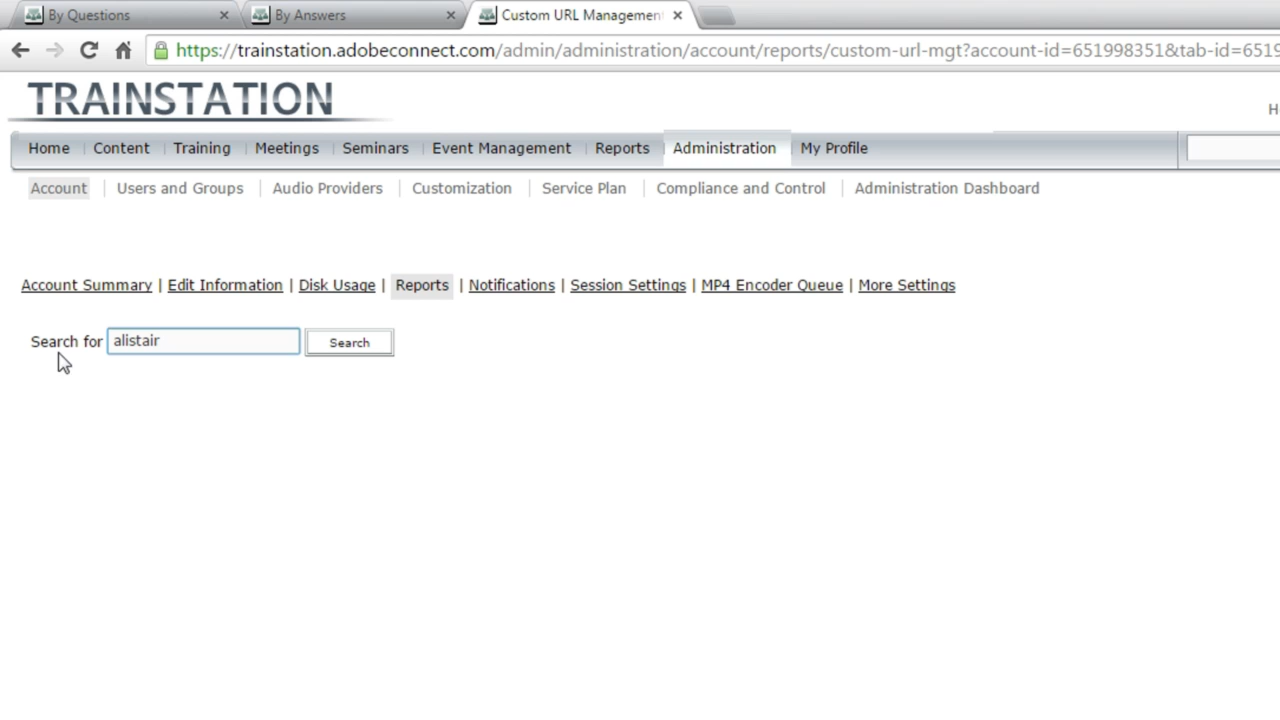 By Questions By Answers Custom URL Managemen
https://trainstation.adobeconnect.com/admin/administration/account/reports/custom-url-mgt?account-id=651998351&tab-id=6519
TRAINSTATION
Home Content Training Meetings Seminars Event Management Reports Administration My Profile
Account Users and Groups Audio Providers Customization Service Plan Compliance and Control Administration Dashboard
Account Summary | Edit Information | Disk Usage | Reports | Notifications | Session Settings | MP4 Encoder Queue | More Settings
Search for alistair Search